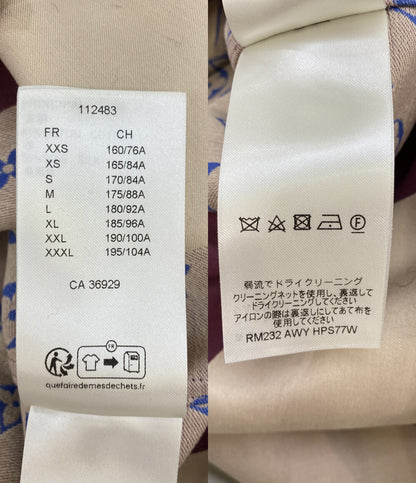 112483
FR CH
XXS 160/76A
XS 165/84A
S 170/84A
M 175/88A
L 180/92A
XL 185/96A
XXL 190/100A
XXXL 195/104A
CA 36929
FR
quefairedemesdechets.fr
F
弱流でドライクリーニング
クリーニングネットを使用し、裏返して
ドライクリーニングしてください
アイロンの際は裏返しにしてあて布を
使用してください
RM232 AWY HPS77W